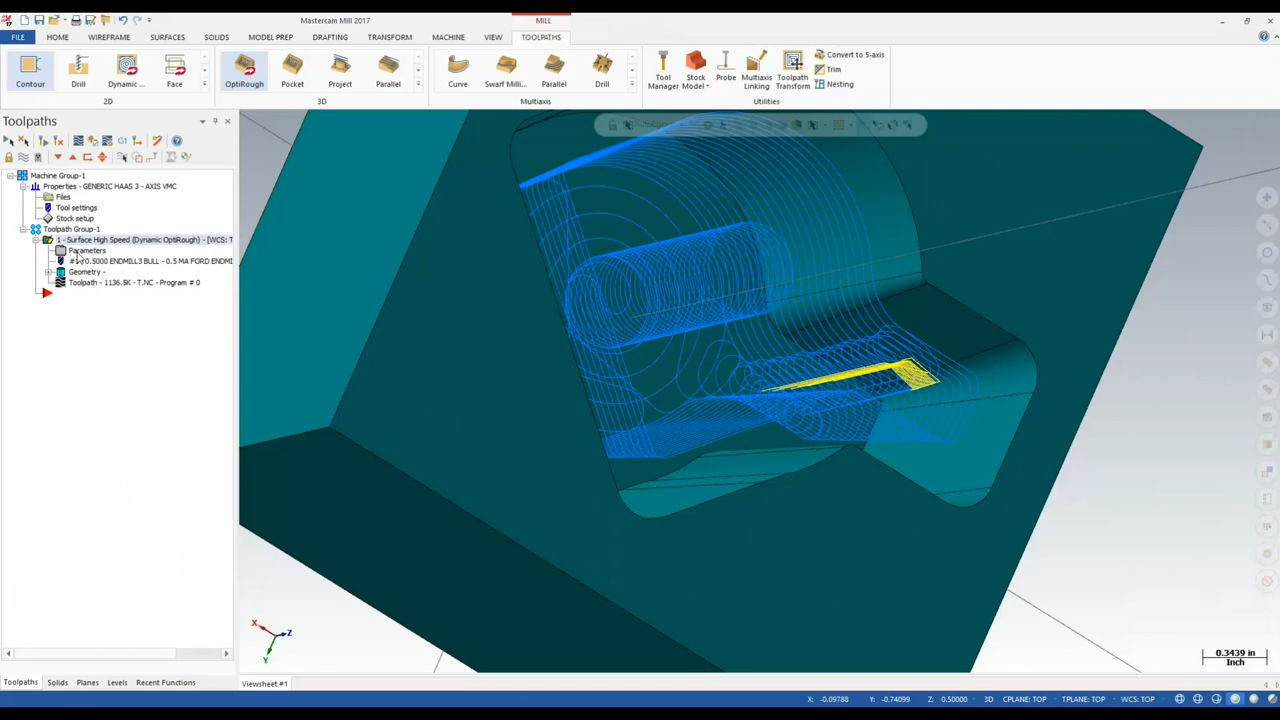 Mastercam Mill 2017
MILL
FILE
HOME
WIREFRAME
SURFACES
SOLIDS
MODEL PREP
DRAFTING
TRANSFORM
MACHINE
VIEW
TOOLPATHS
Contour
Drill
Dynamic ...
Face
2D
OptiRough
Pocket
Project
Parallel
3D
Curve
Swarf Milli...
Parallel
Drill
Multiaxis
Tool
Manager
Stock
Model
Probe
Multiaxis
Linking
Toolpath
Transform
Convert to 5-axis
Trim
Nesting
Utilities
Toolpaths
G1
Machine Group-1
Properties - GENERIC HAAS 3 - AXIS VMC
Files
Tool settings
Stock setup
Toolpath Group-1
1 - Surface High Speed (Dynamic OptiRough) - [WCS: T
Parameters
#1 - 0.5000 ENDMILL3 BULL - 0.5 MA FORD ENDMI
Geometry -
Toolpath - 1136.5K - T.NC - Program # 0
X
Z
Y
0.3439 in
Inch
Toolpaths
Solids
Planes
Levels
Recent Functions
Viewsheet #1
X: -0.09788
Y: -0.74099
Z: 0.50000
3D
CPLANE: TOP
TPLANE: TOP
WCS: TOP